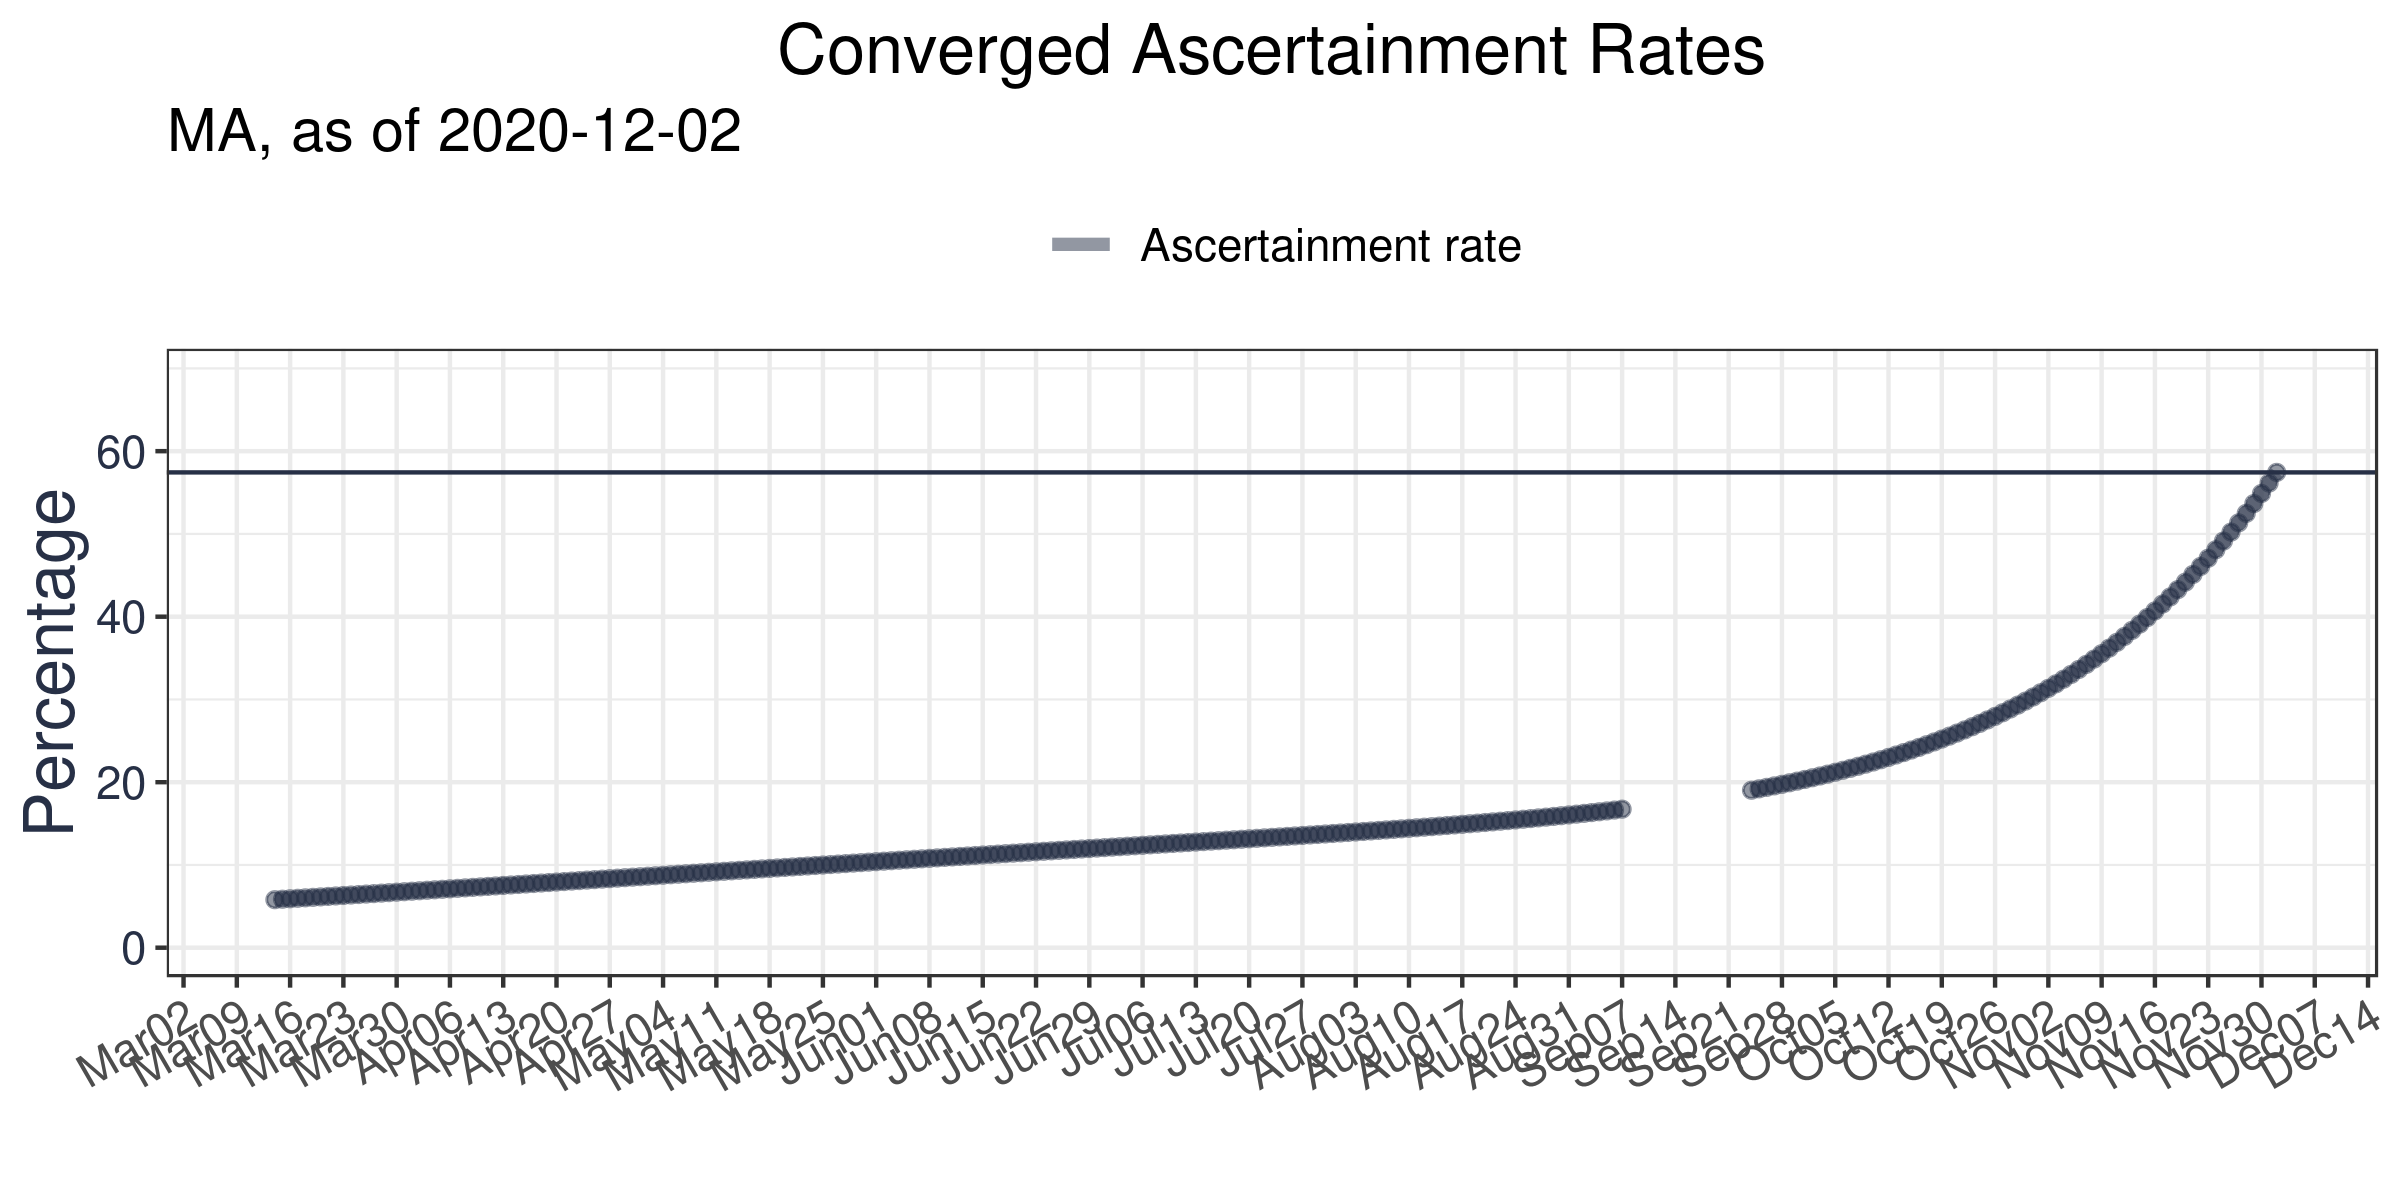 Converged Ascertainment Rates
MA, as of 2020-12-02
Ascertainment rate
Percentage
60
40
20
0
Mar02
Mar09
Mar16
Mar23
Mar30
Apr06
Apr13
Apr20
Apr27
May04
May11
May18
May25
Jun01
Jun08
Jun15
Jun22
Jun29
Jul06
Jul13
Jul20
Jul27
Aug03
Aug10
Aug17
Aug24
Aug31
Sep07
Sep14
Sep21
Sep28
Oct05
Oct12
Oct19
Oct26
Nov02
Nov09
Nov16
Nov23
Nov30
Dec07
Dec14